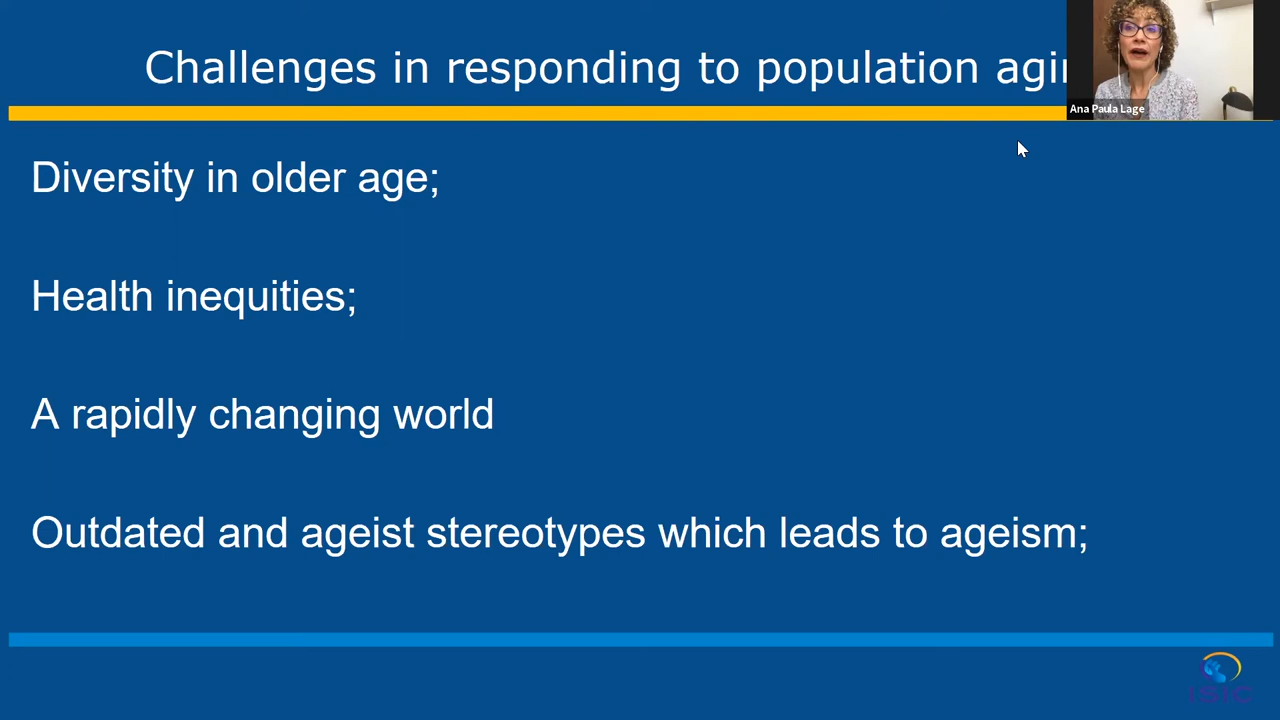 Challenges in responding to population
Ana Paula Lage
Diversity in older age;
Health inequities;
A rapidly changing world
Outdated and ageist stereotypes which leads to ageism;
ISIC